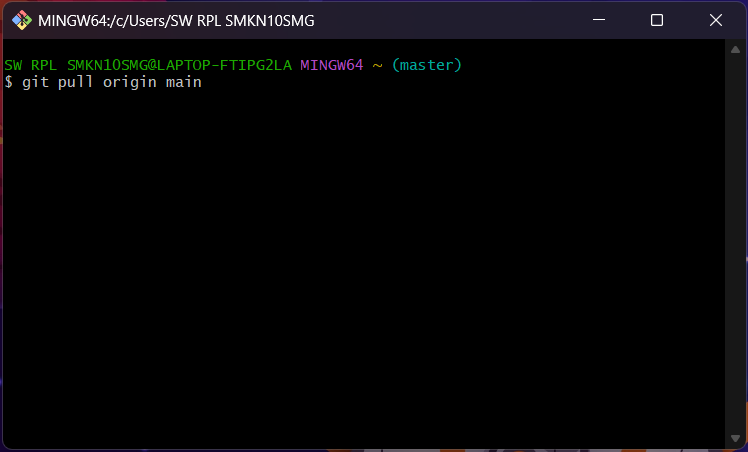 MINGW64:/c/Users/SW RPL SMKN10SMG
SW RPL SMKN10SMG@LAPTOP-FTIPG2LA MINGW64 ~ (master)
$ git pull origin main